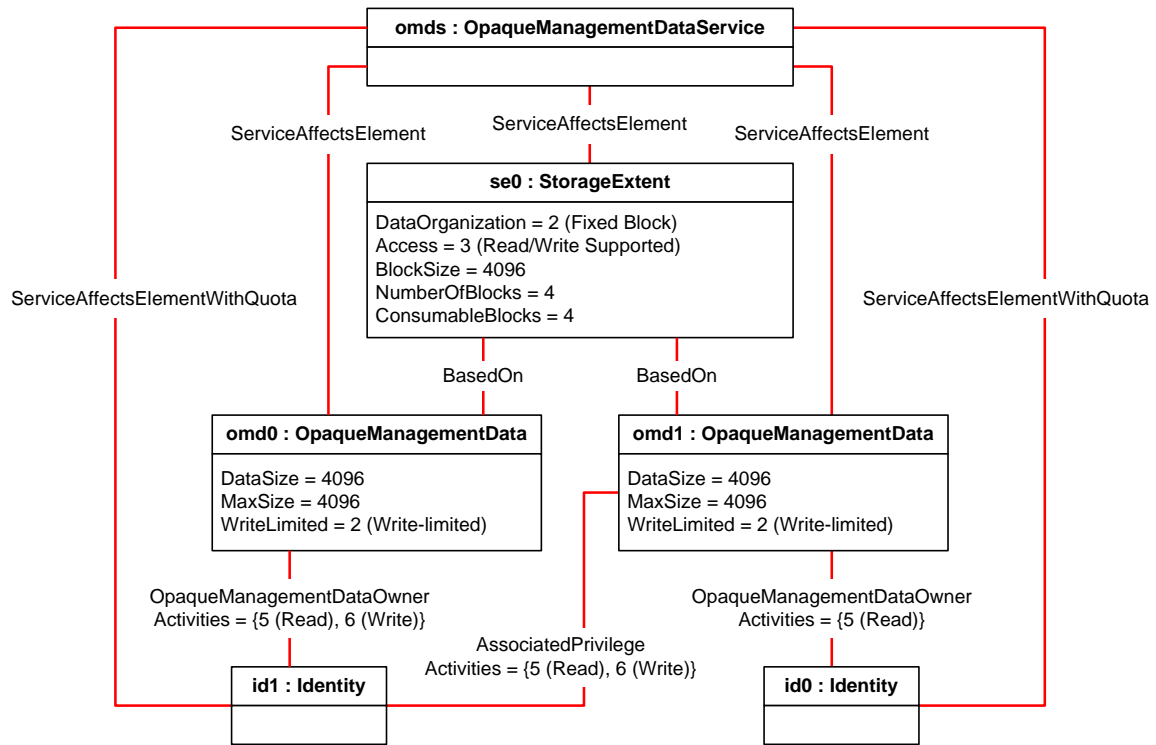 omds : OpaqueManagementDataService
ServiceAffectsElement
ServiceAffectsElement
ServiceAffectsElement
se0 : StorageExtent
DataOrganization = 2 (Fixed Block)
Access = 3 (Read/Write Supported)
BlockSize = 4096
NumberOfBlocks = 4
ConsumableBlocks = 4
ServiceAffectsElementWithQuota
ServiceAffectsElementWithQuota
BasedOn
BasedOn
omd0 : OpaqueManagementData
DataSize = 4096
MaxSize = 4096
WriteLimited = 2 (Write-limited)
omd1 : OpaqueManagementData
DataSize = 4096
MaxSize = 4096
WriteLimited = 2 (Write-limited)
OpaqueManagementDataOwner
Activities = {5 (Read), 6 (Write)}
OpaqueManagementDataOwner
Activities = {5 (Read)}
AssociatedPrivilege
Activities = {5 (Read), 6 (Write)}
id1 : Identity
id0 : Identity